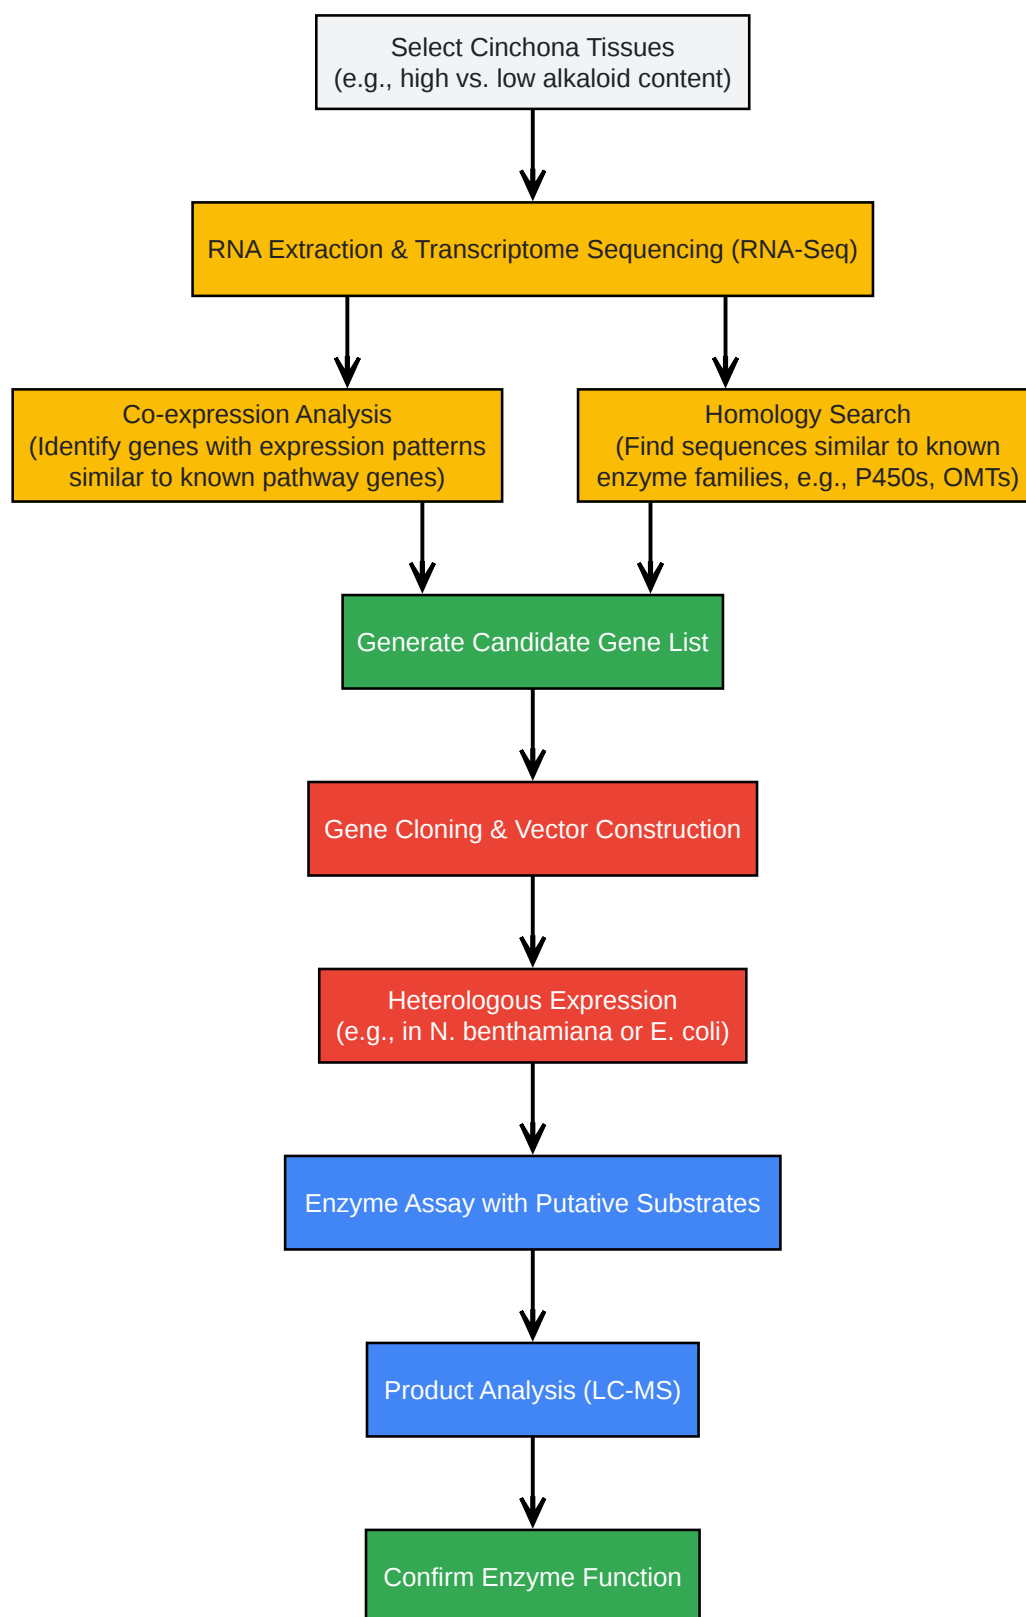 Select Cinchona Tissues
(e.g., high vs. low alkaloid content)
RNA Extraction & Transcriptome Sequencing (RNA-Seq)
Co-expression Analysis
(Identify genes with expression patterns
similar to known pathway genes)
Homology Search
(Find sequences similar to known
enzyme families, e.g., P450s, OMTs)
Generate Candidate Gene List
Gene Cloning & Vector Construction
Heterologous Expression
(e.g., in N. benthamiana or E. coli)
Enzyme Assay with Putative Substrates
Product Analysis (LC-MS)
Confirm Enzyme Function